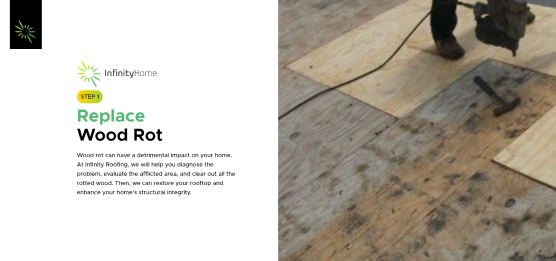 InfinityHome
STEP 1
Replace
Wood Rot
Wood rot can have a detrimental impact on your home.
At Infinity Roofing, we will help you diagnose the
problem, evaluate the afflicted area, and clear out all the
rotted wood. Then, we can restore your rooftop and
enhance your home's structural integrity.